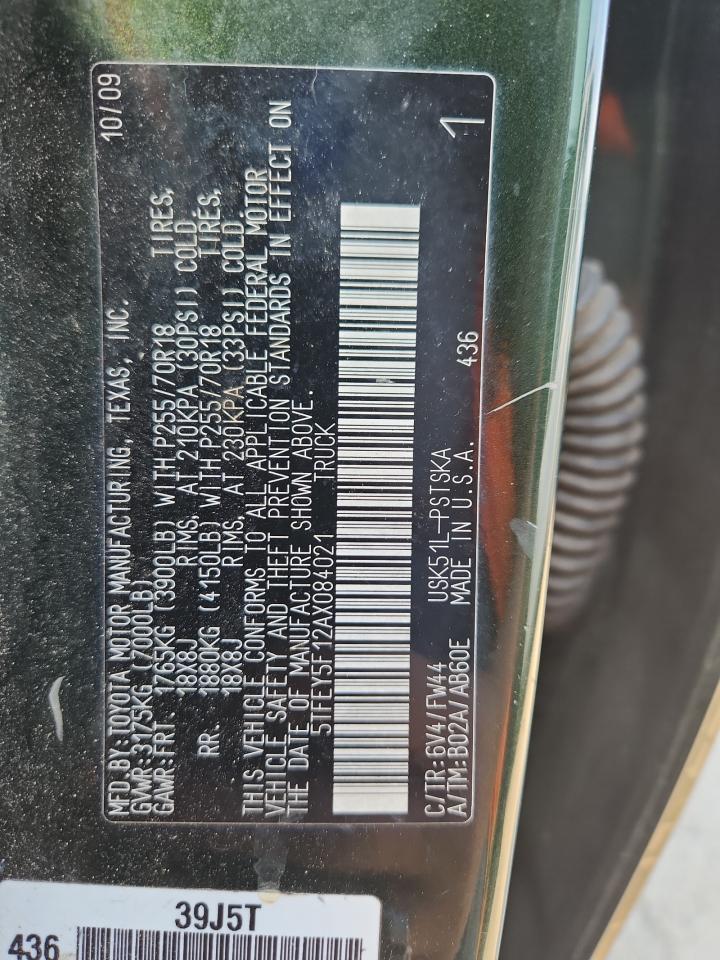 MFD.BY:TOYOTA MOTOR MANUFACTURING, TEXAS, INC. 10/09
GVWR:3175KG (7000LB)
GAWR:FRT. 1765KG (3900LB) WITH P255/70R18 TIRES,
18X8J RIMS, AT 210KPA (30PSI) COLD.
RR. 1880KG (4150LB) WITH P255/70R18 TIRES,
18X8J RIMS, AT 230KPA (33PSI) COLD.
THIS VEHICLE CONFORMS TO ALL APPLICABLE FEDERAL MOTOR
VEHICLE SAFETY AND THEFT PREVENTION STANDARDS IN EFFECT ON
THE DATE OF MANUFACTURE SHOWN ABOVE.
5TFEY5F12AX084021 TRUCK
C/TR:6V4/FW44 USK51L-PSTSKA
A/TM:B02A/AB60E MADE IN U.S.A. 436 1
39J5T
436